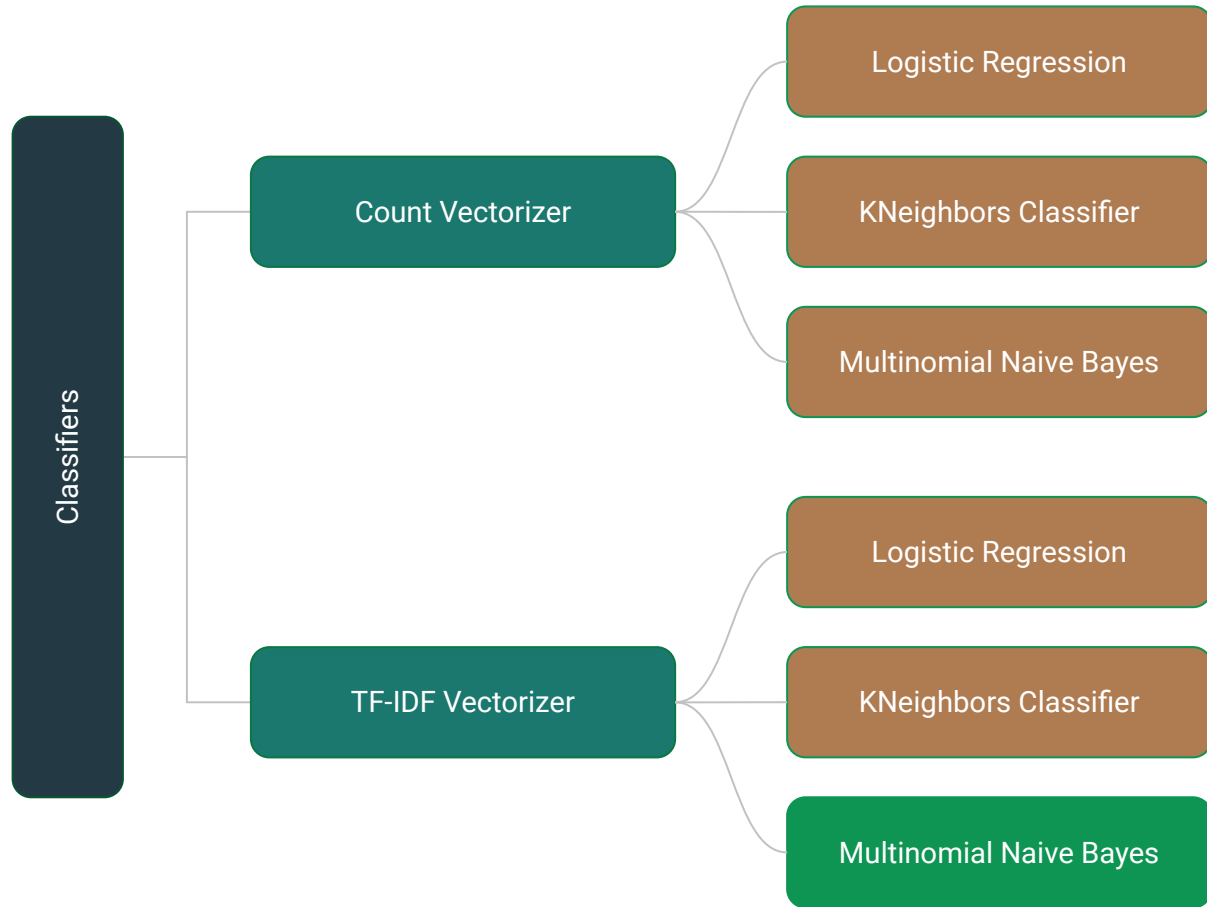 Classifiers
Count Vectorizer
Logistic Regression
KNeighbors Classifier
Multinomial Naive Bayes
TF-IDF Vectorizer
Logistic Regression
KNeighbors Classifier
Multinomial Naive Bayes